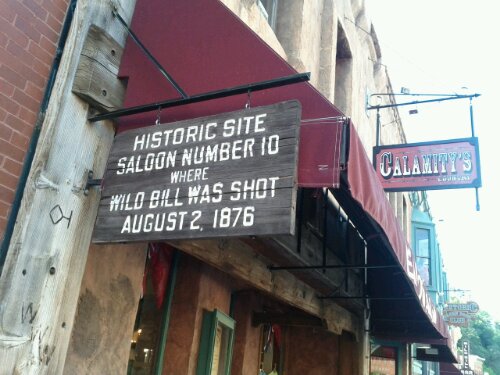 HISTORIC SITE
SALOON NUMBER 10
WHERE
WILD BILL WAS SHOT
AUGUST 2, 1876
CALAMITY'S